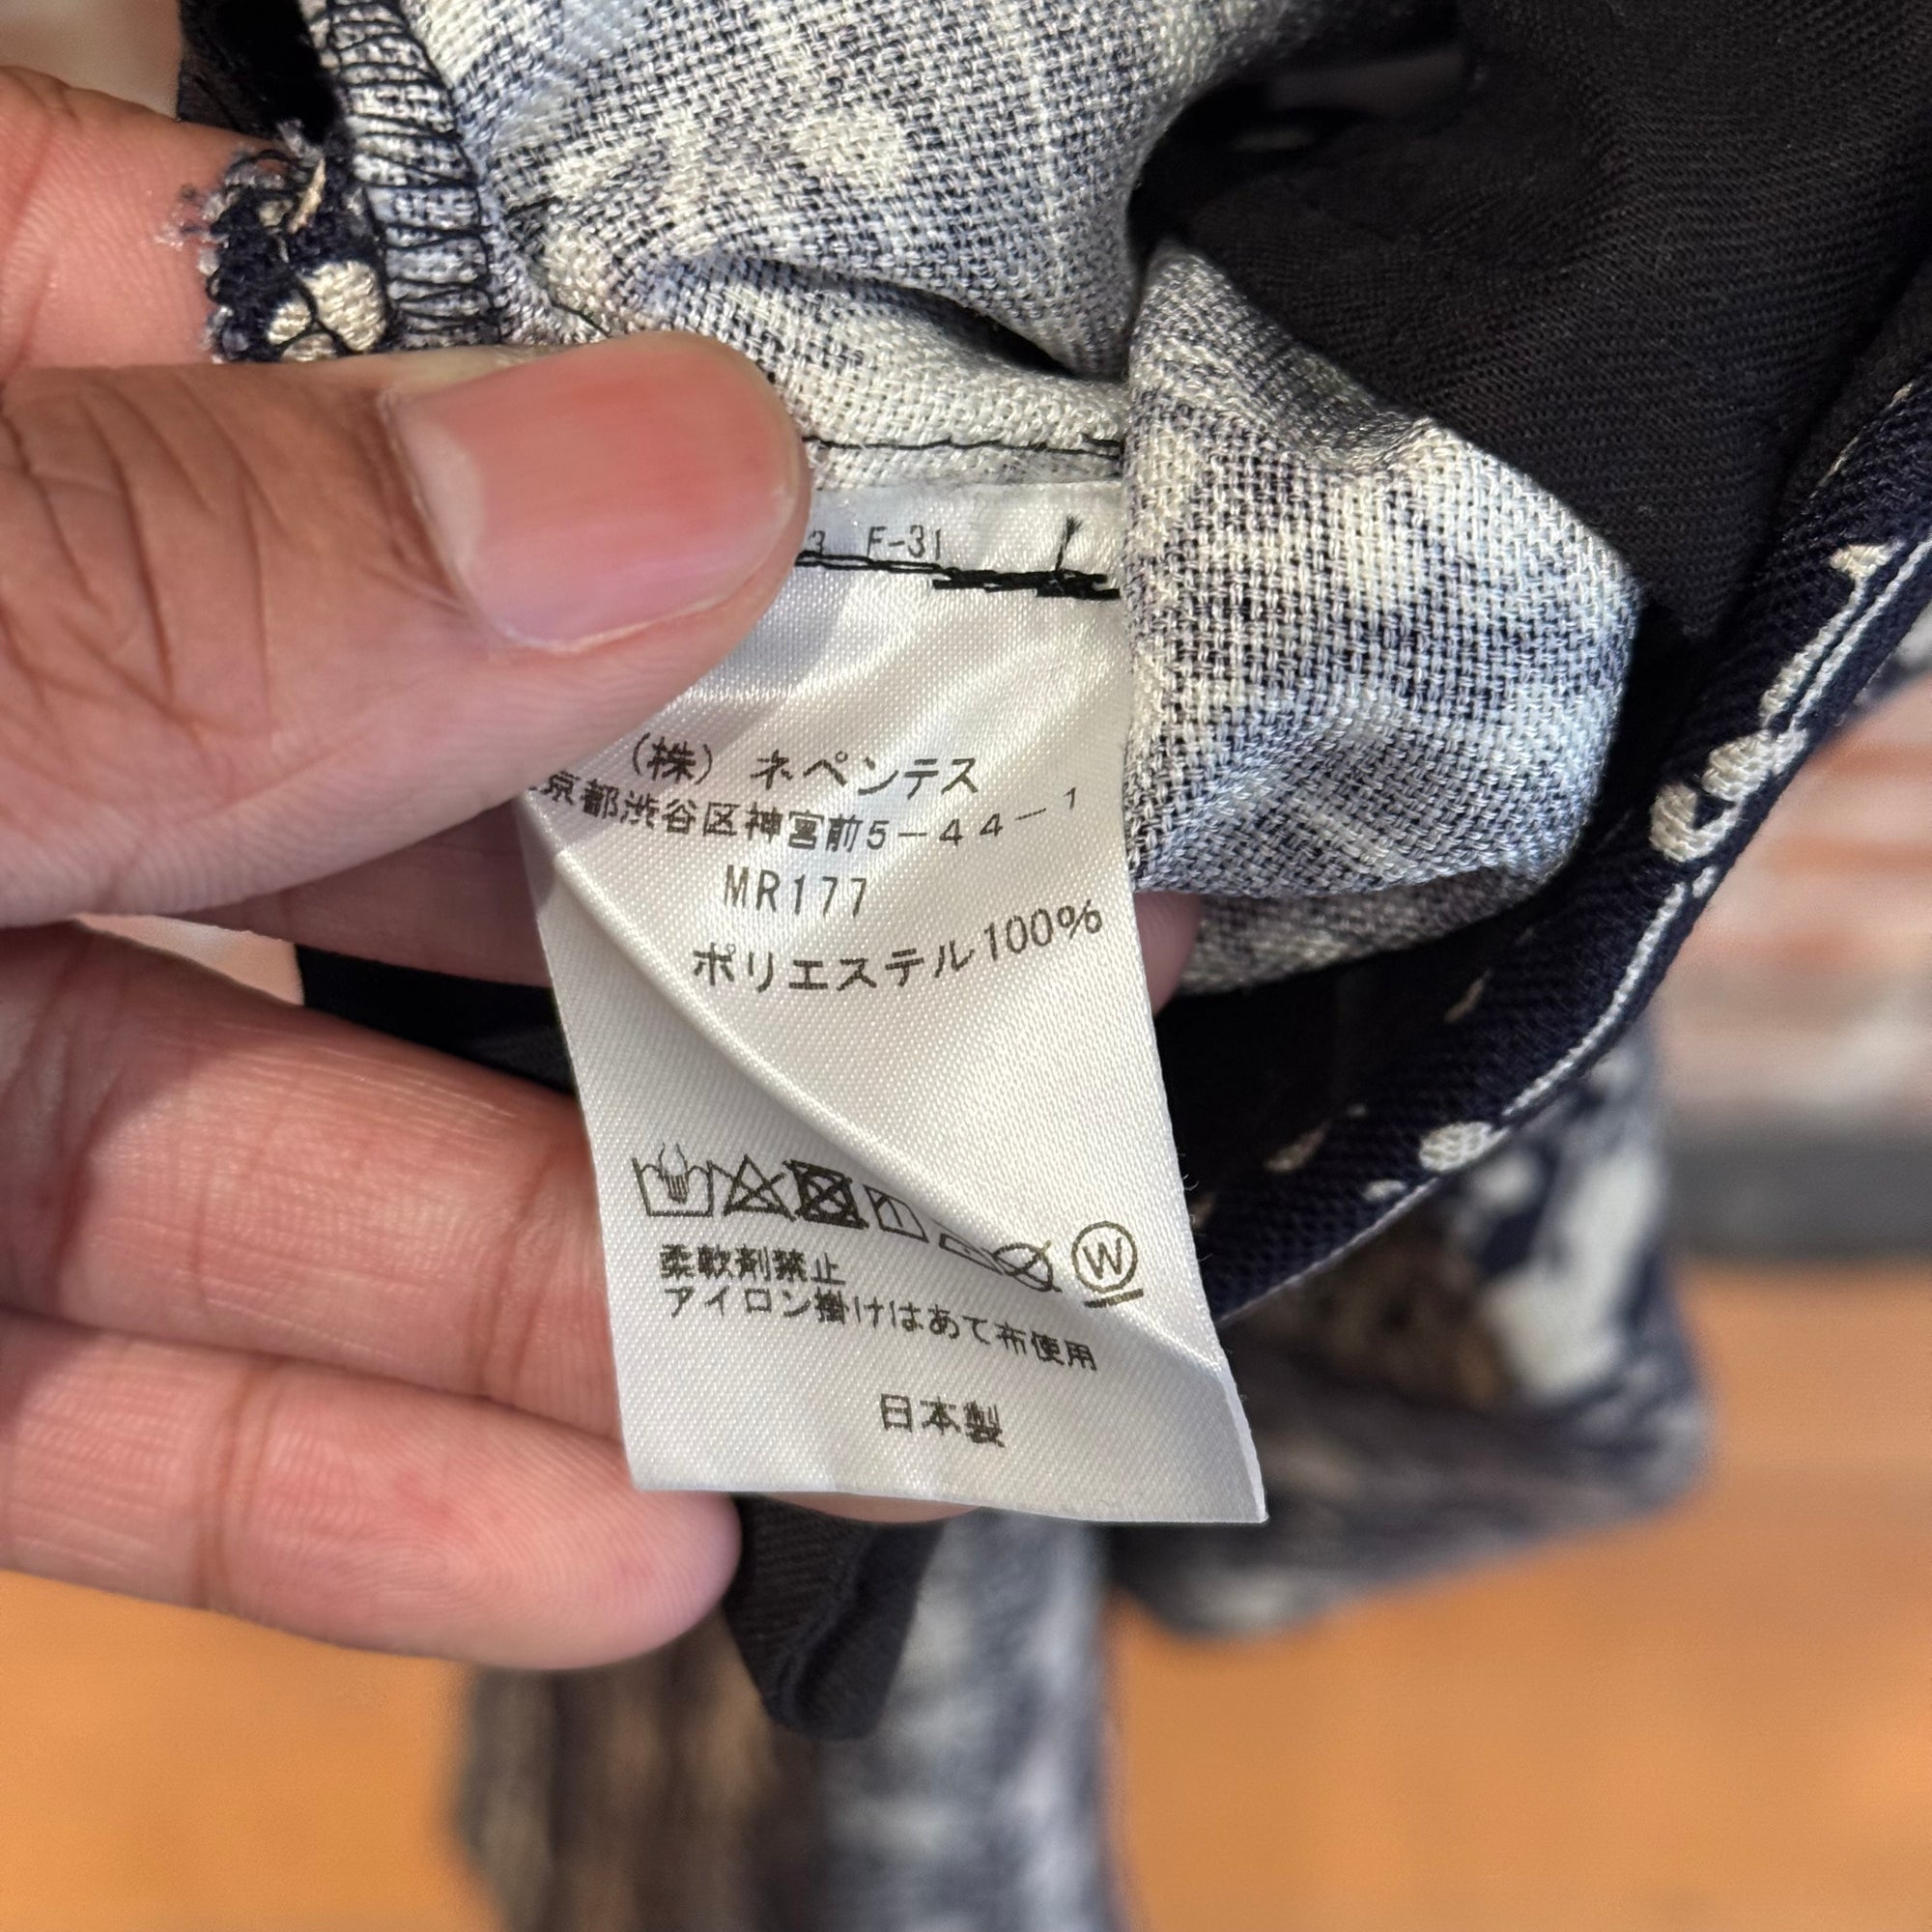 3 F-31
(株) ネペンテス
京都渋谷区神宮前5-44-1
MR177
ポリエステル100%
W
柔軟剤禁止
アイロン掛けはあて布使用
日本製